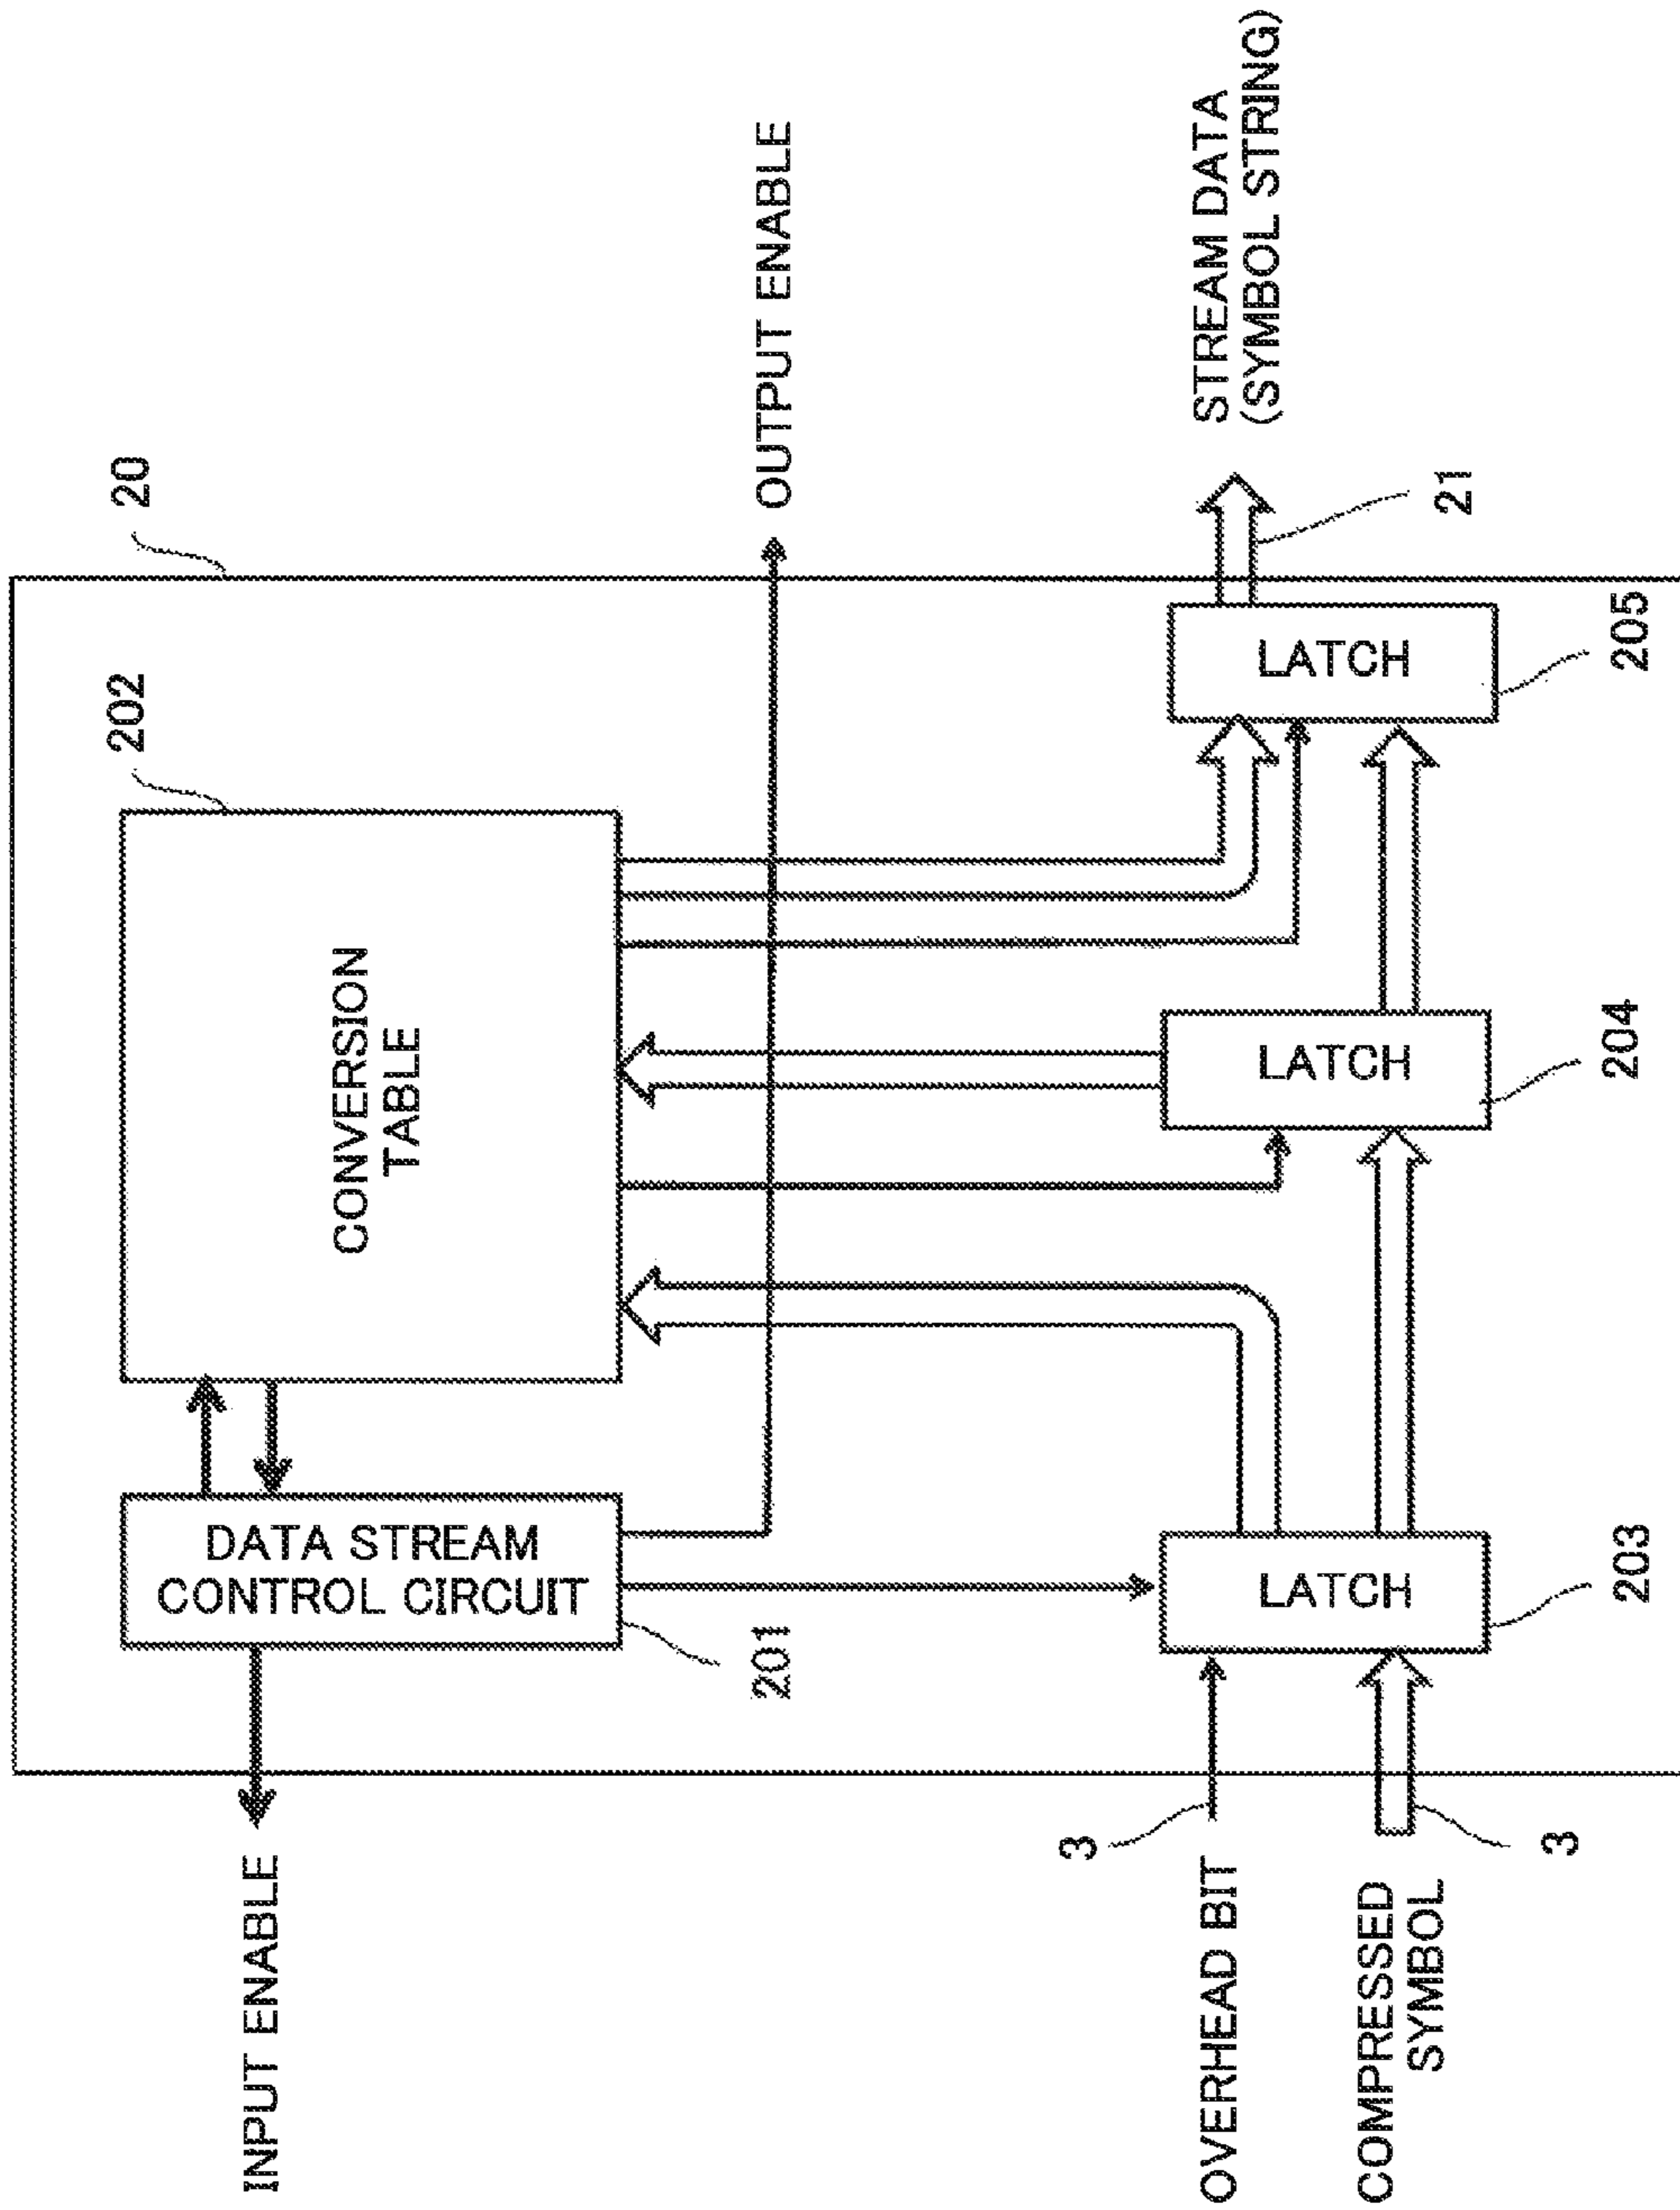 20
202
INPUT ENABLE
DATA STREAM
CONTROL CIRCUIT
201
CONVERSION
TABLE
OUTPUT ENABLE
OVERHEAD BIT
3
COMPRESSED
SYMBOL
3
LATCH
203
LATCH
204
LATCH
205
21
STREAM DATA
(SYMBOL STRING)